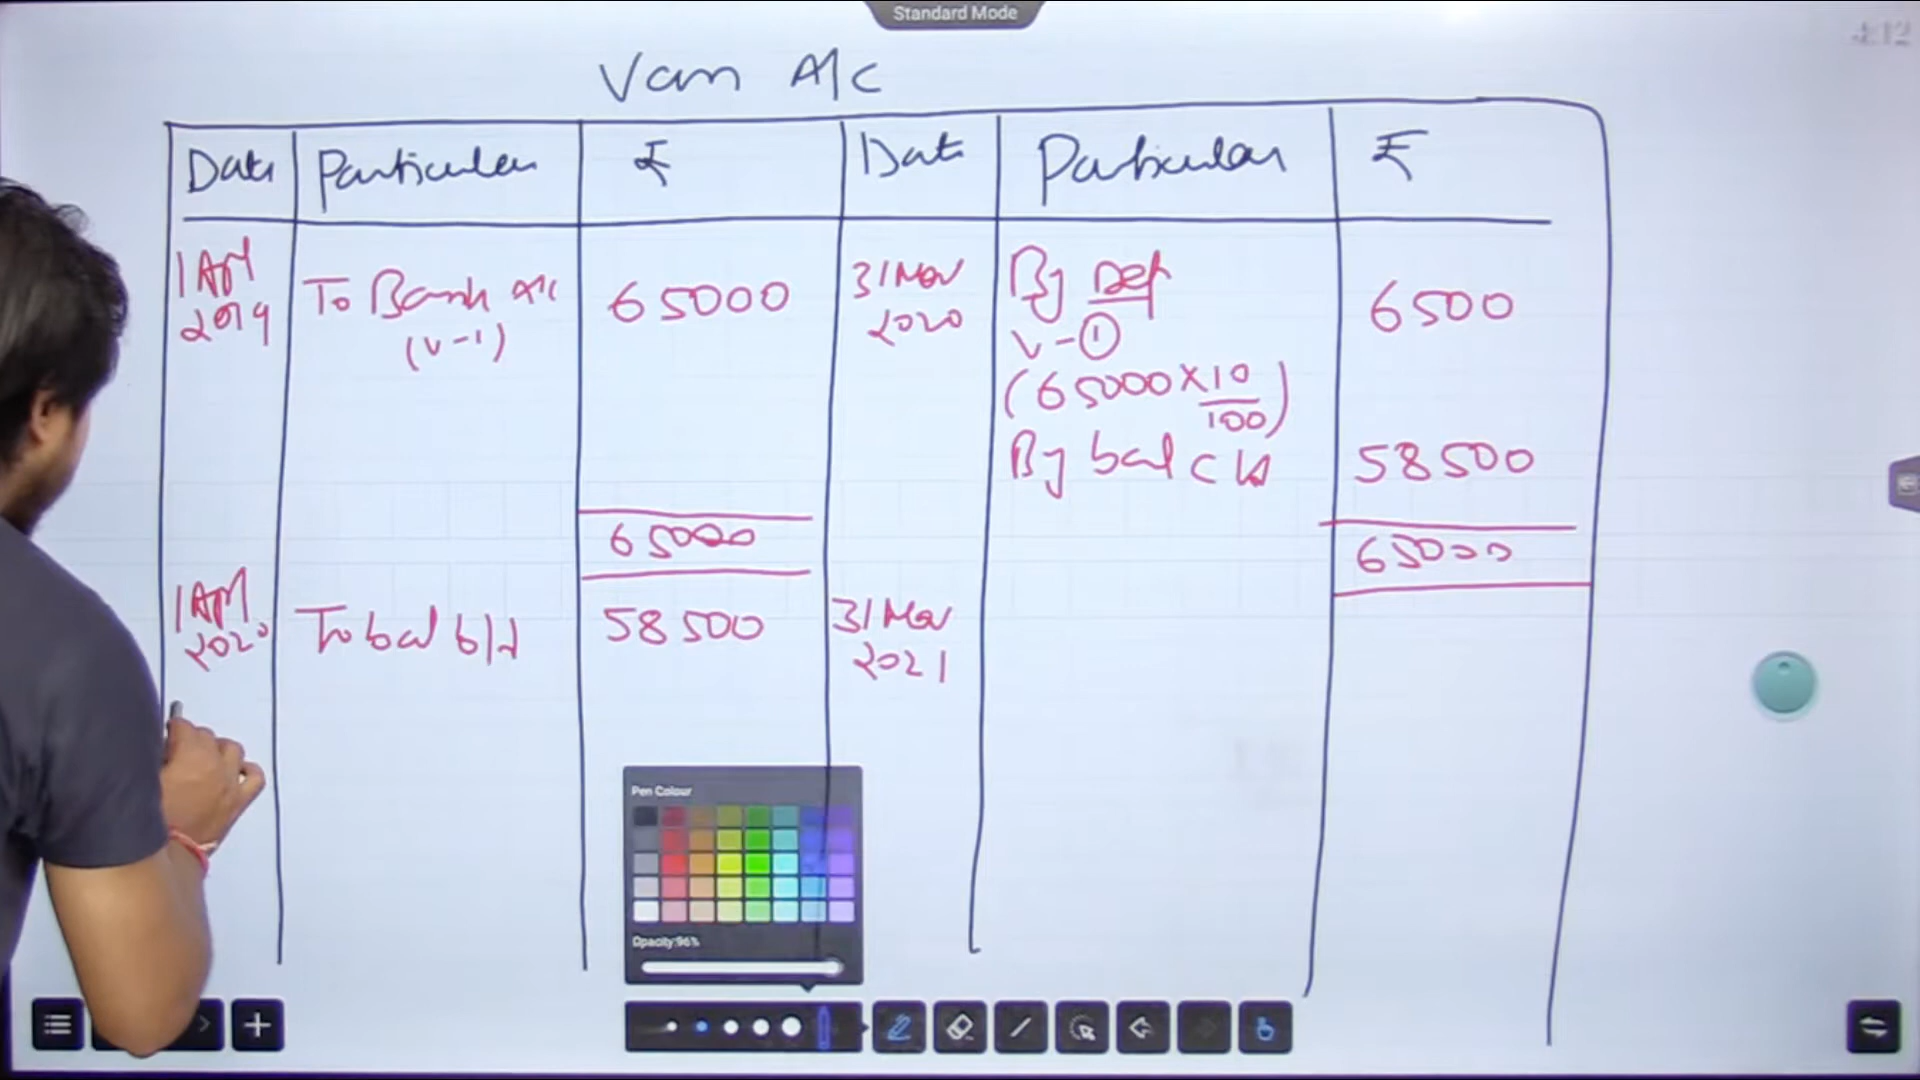 Standard Mode
4:12
Van A/c
Date Particular ₹ Date Particular ₹
1 Apr 2019 To Bank A/c (V-1) 65000 31 Mar 2020 By Dep V-① 6500
(65000 × 10/100)
By bal c/d 58500
65000 65000
1 Apr 2020 To bal b/d 58500 31 Mar 2021
Pen Colour
Opacity:96%